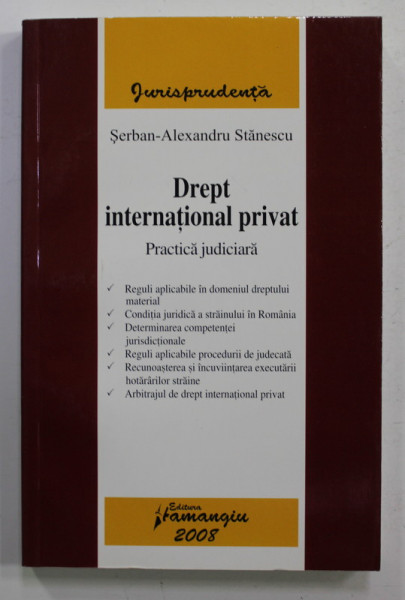 Jurisprudență
Șerban-Alexandru Stănescu
Drept
internațional privat
Practică judiciară
✓ Reguli aplicabile în domeniul dreptului
material
✓ Condiția juridică a străinului în România
✓ Determinarea competenței
jurisdicționale
✓ Reguli aplicabile procedurii de judecată
✓ Recunoașterea și încuviințarea executării
hotărârilor străine
✓ Arbitrajul de drept internațional privat
Editura
Hamangiu
2008